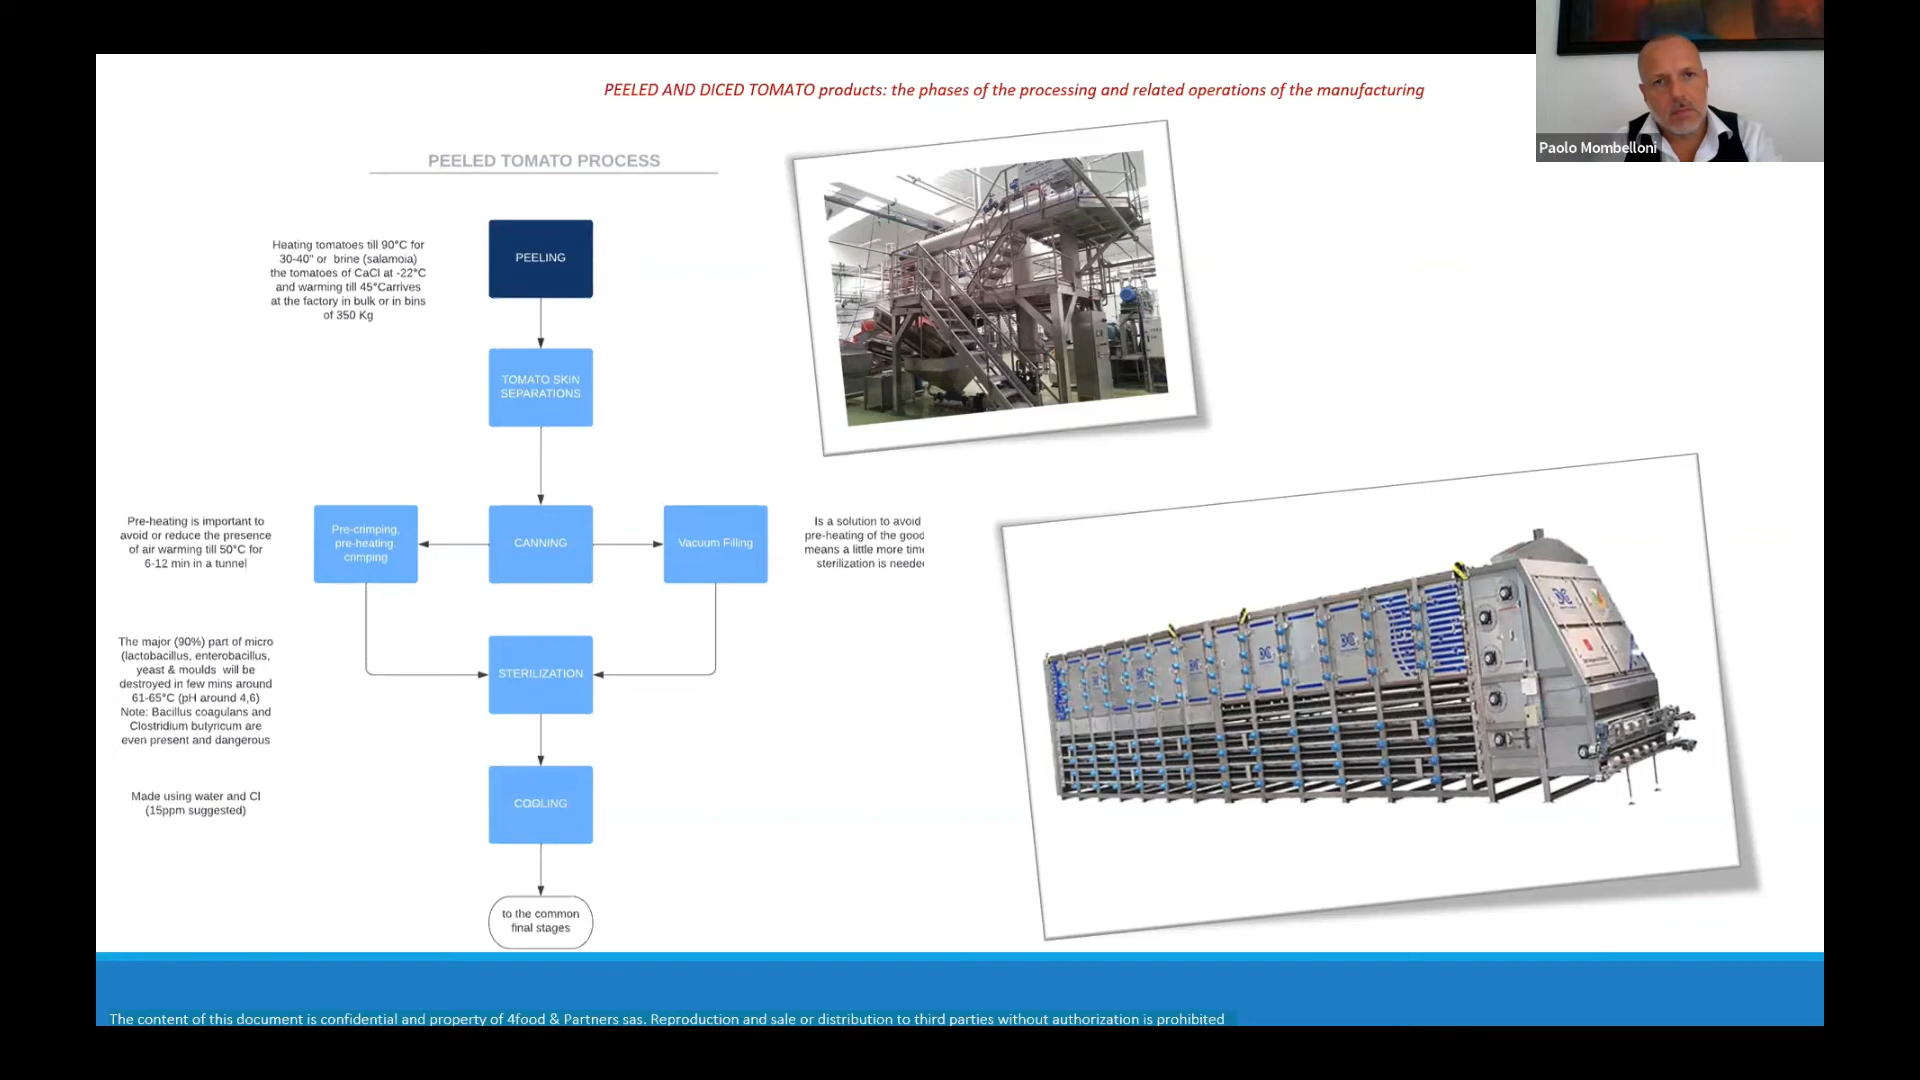 PEELED AND DICED TOMATO products: the phases of the processing and related operations of the manufacturing
Paolo Mombelloni
PEELED TOMATO PROCESS
Heating tomatoes till 90°C for
30-40" or  brine (salamoia)
the tomatoes of CaCl at -22°C
and warming till 45°Carrives
at the factory in bulk or in bins
of 350 Kg
PEELING
TOMATO SKIN
SEPARATIONS
Pre-heating is important to
avoid or reduce the presence
of air warming till 50°C for
6-12 min in a tunnel
Pre-crimping,
pre-heating,
crimping
CANNING
Vacuum Filling
Is a solution to avoid
pre-heating of the good
means a little more time
sterilization is neede
The major (90%) part of micro
(lactobacillus, enterobacillus,
yeast & moulds  will be
destroyed in few mins around
61-65°C (pH around 4,6)
Note: Bacillus coagulans and
Clostridium butyricum are
even present and dangerous
STERILIZATION
Made using water and Cl
(15ppm suggested)
COOLING
to the common
final stages
The content of this document is confidential and property of 4food & Partners sas. Reproduction and sale or distribution to third parties without authorization is prohibited